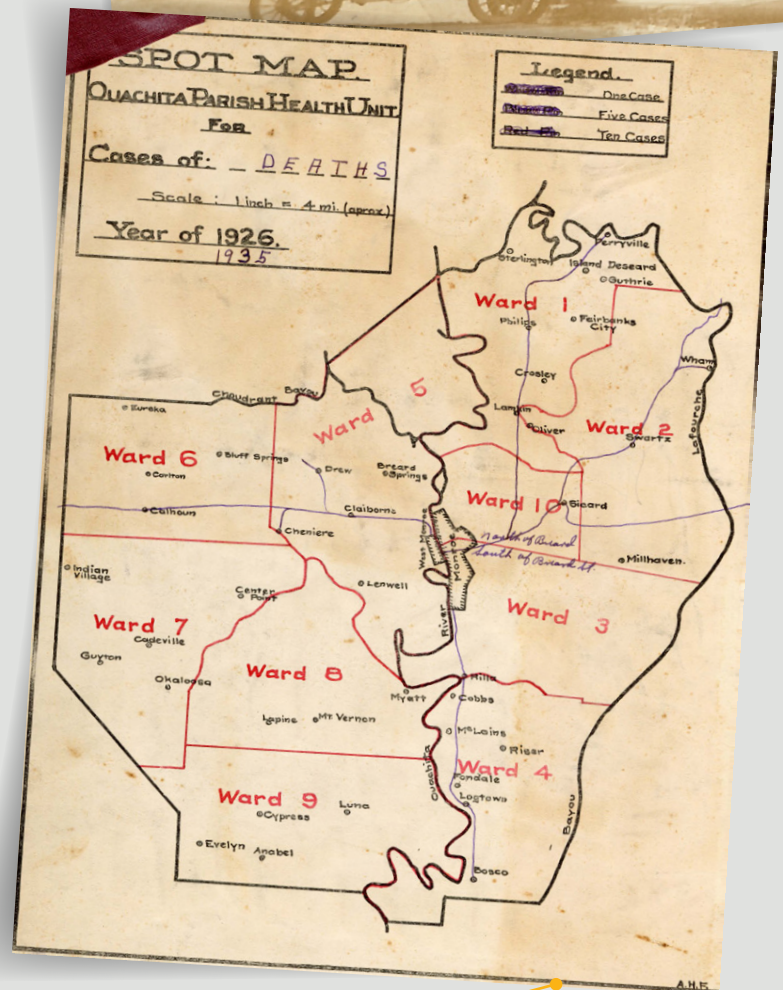 SPOT MAP.
OUACHITA PARISH HEALTH UNIT
FOR
Cases of: DEATHS
Scale : 1 inch = 4 mi. (aprox)
Year of 1926.
1935
Legend.
One Case
Five Cases
Ten Cases
Perryville
Sterlington
Island Deseard
Guthrie
Ward 1
Philips
Fairbanks
City
Wham
Crosley
Ward 5
Chaudrant Bayou
Eureka
Lamkin
Oliver
Ward 2
Swartz
Lafourche
Ward 6
Bluff Springs
Carlton
Drew
Breard
Springs
Ward 10
Sicard
Calhoun
Claiborne
Cheniere
West Monroe
Monroe
north of Breard
South of Breard St.
Millhaven.
Indian
Village
Center
Point
Lenwell
River
Ward 3
Ward 7
Cadeville
Guyton
Okaloosa
Ward 8
Myatt
Cobbs
Lapine
Mt. Vernon
McLains
Riser
Ward 4
Fondale
Logtown
Ouachita
Bayou
Ward 9
Luna
Cypress
Evelyn
Anabel
Bosco
A.H.F.